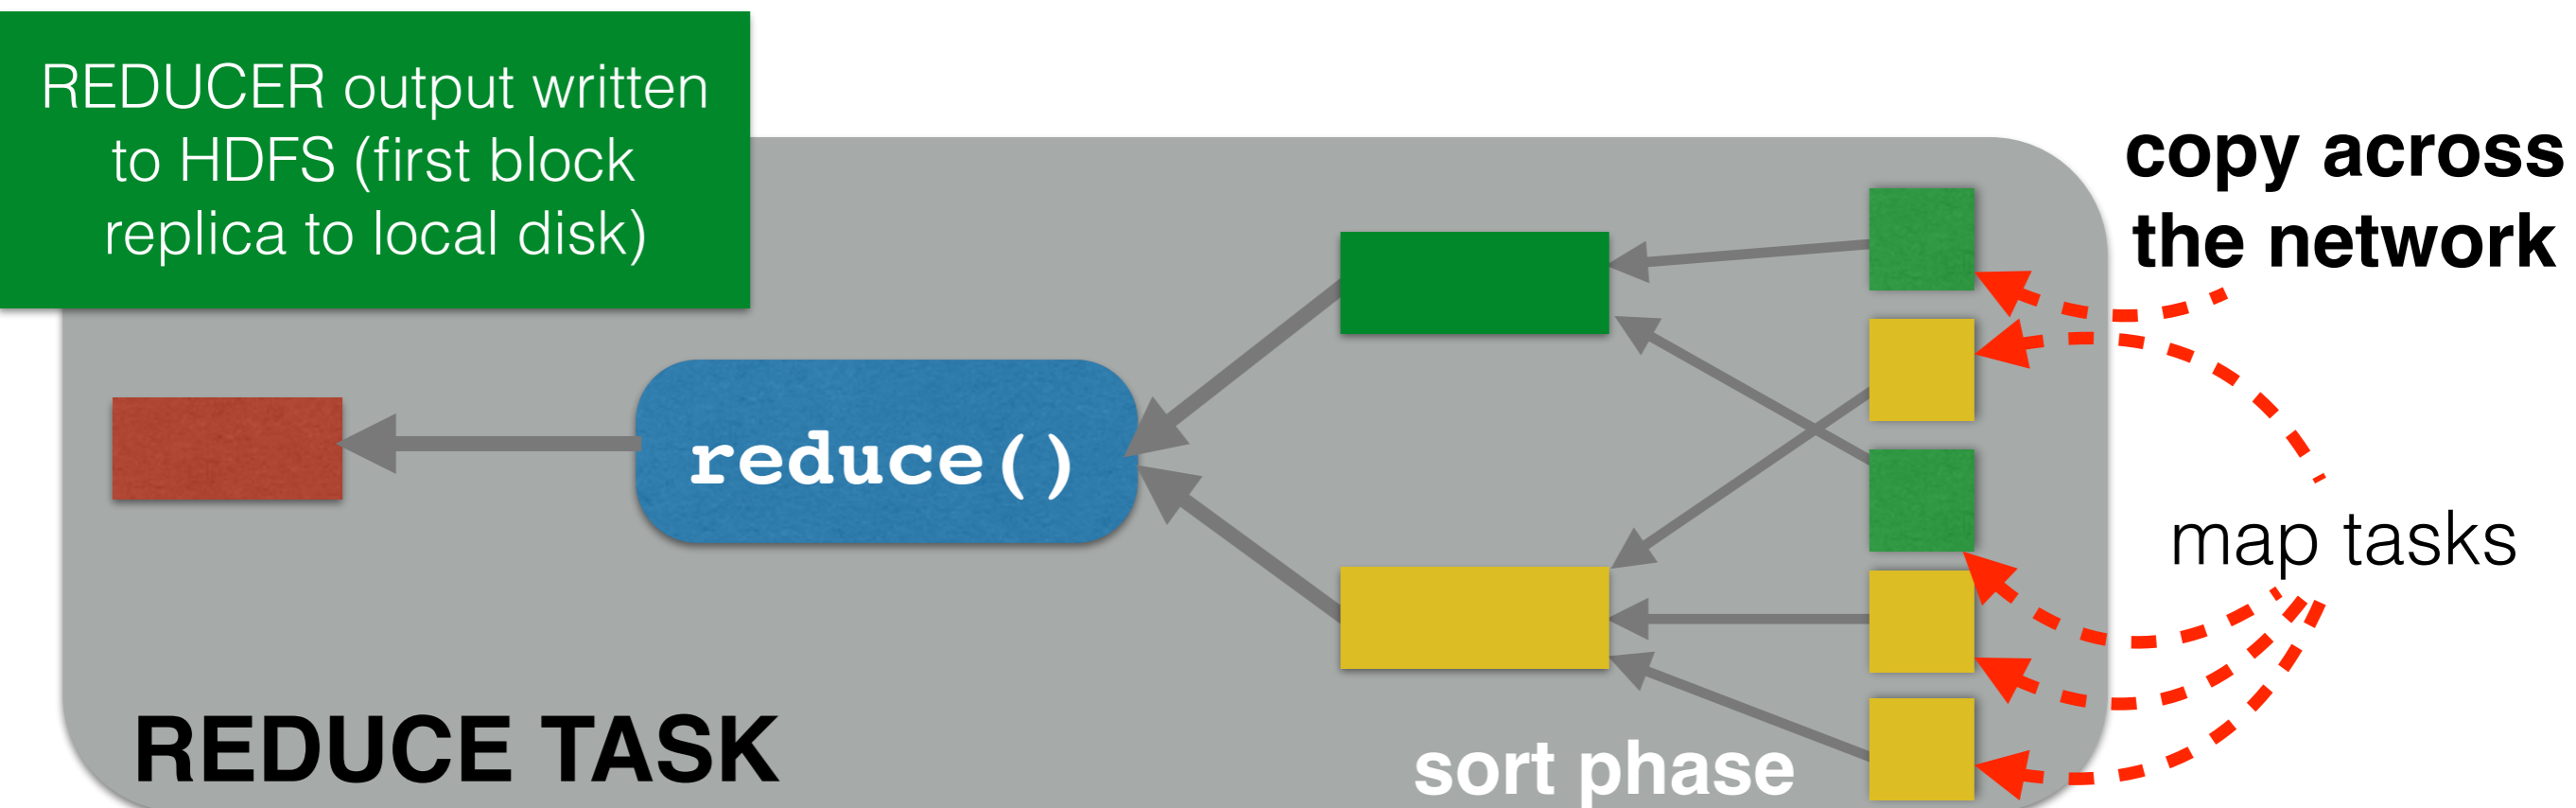 REDUCER output written
to HDFS (first block
replica to local disk)
copy across
the network
reduce()
map tasks
REDUCE TASK
sort phase